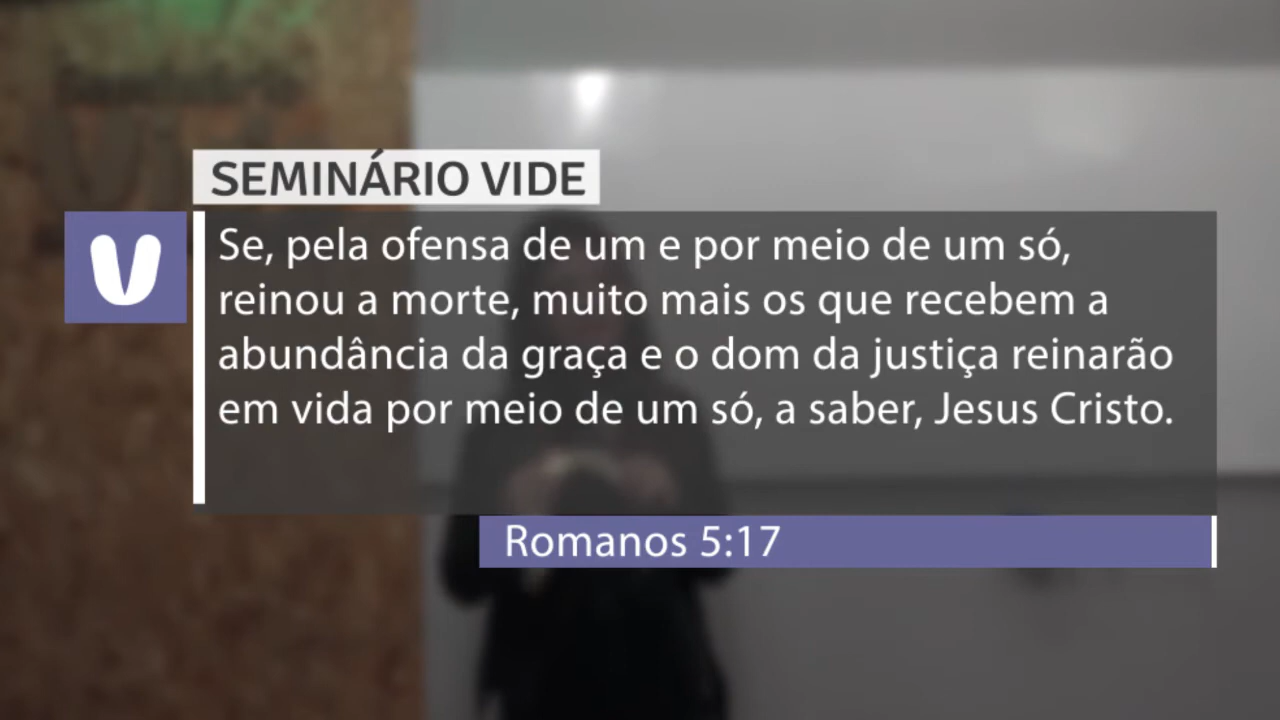 SEMINÁRIO VIDE
V
Se, pela ofensa de um e por meio de um só,
reinou a morte, muito mais os que recebem a
abundância da graça e o dom da justiça reinarão
em vida por meio de um só, a saber, Jesus Cristo.
Romanos 5:17